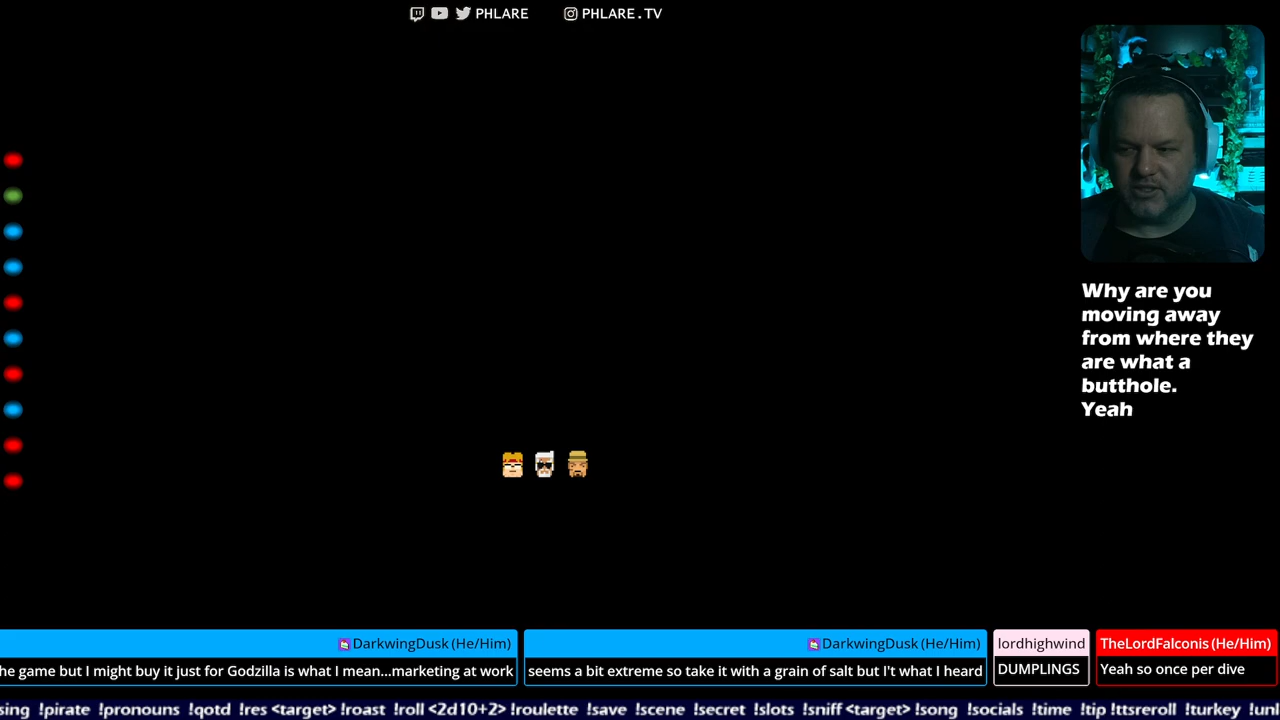 PHLARE PHLARE.TV
Why are you
moving away
from where they
are what a
butthole.
Yeah
DarkwingDusk (He/Him)
he game but I might buy it just for Godzilla is what I mean...marketing at work
DarkwingDusk (He/Him)
seems a bit extreme so take it with a grain of salt but I't what I heard
lordhighwind
DUMPLINGS
TheLordFalconis (He/Him)
Yeah so once per dive
sing !pirate !pronouns !qotd !res <target> !roast !roll <2d10+2> !roulette !save !scene !secret !slots !sniff <target> !song !socials !time !tip !ttsreroll !turkey !unl